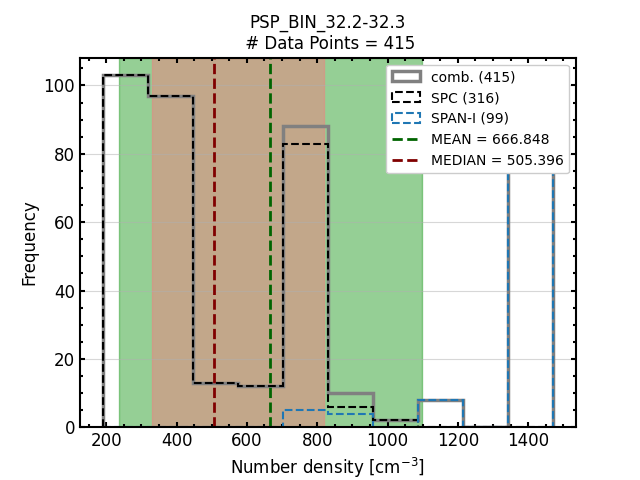 PSP_BIN_32.2-32.3
# Data Points = 415
comb. (415)
SPC (316)
SPAN-I (99)
MEAN = 666.848
MEDIAN = 505.396
Frequency
100
80
60
40
20
0
200 400 600 800 1000 1200 1400
Number density [cm⁻³]